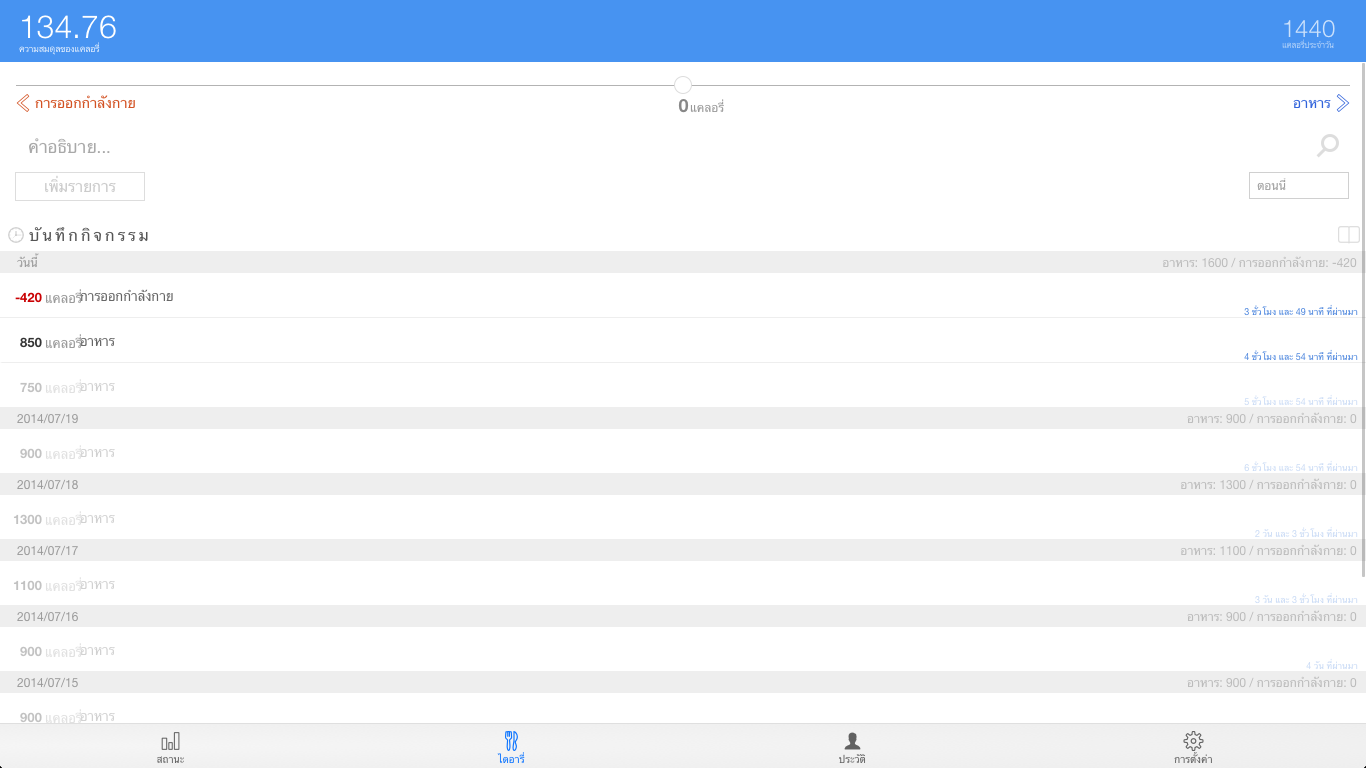 134.76
ความสมดุลของแคลอรี่
1440
แคลอรี่ประจำวัน
การออกกำลังกาย
0 แคลอรี่
อาหาร
คำอธิบาย...
เพิ่มรายการ
ตอนนี้
บันทึกกิจกรรม
วันนี้ อาหาร: 1600 / การออกกำลังกาย: -420
-420 แคลอรี่ การออกกำลังกาย
3 ชั่วโมง และ 49 นาที ที่ผ่านมา
850 แคลอรี่ อาหาร
4 ชั่วโมง และ 54 นาที ที่ผ่านมา
750 แคลอรี่ อาหาร
5 ชั่วโมง และ 54 นาที ที่ผ่านมา
2014/07/19 อาหาร: 900 / การออกกำลังกาย: 0
900 แคลอรี่ อาหาร
6 ชั่วโมง และ 54 นาที ที่ผ่านมา
2014/07/18 อาหาร: 1300 / การออกกำลังกาย: 0
1300 แคลอรี่ อาหาร
2 วัน และ 3 ชั่วโมง ที่ผ่านมา
2014/07/17 อาหาร: 1100 / การออกกำลังกาย: 0
1100 แคลอรี่ อาหาร
3 วัน และ 3 ชั่วโมง ที่ผ่านมา
2014/07/16 อาหาร: 900 / การออกกำลังกาย: 0
900 แคลอรี่ อาหาร
4 วัน ที่ผ่านมา
2014/07/15 อาหาร: 900 / การออกกำลังกาย: 0
900 แคลอรี่ อาหาร
สถานะ ไดอารี่ ประวัติ การตั้งค่า